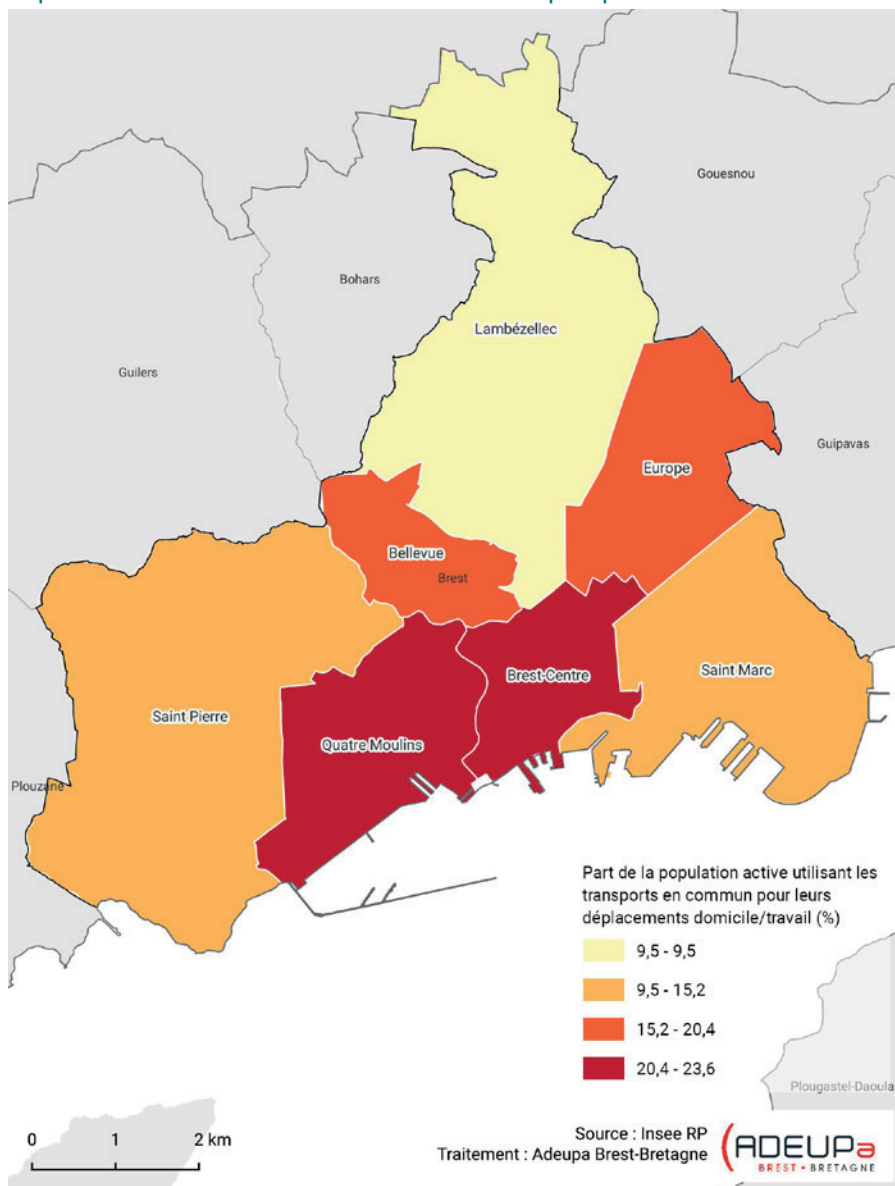 Gouesnou
Bohars
Lambézellec
Guilers
Guipavas
Europe
Bellevue
Brest
Saint Marc
Brest-Centre
Saint Pierre
Quatre Moulins
Plouzané
Part de la population active utilisant les
transports en commun pour leurs
déplacements domicile/travail (%)
9,5 - 9,5
9,5 - 15,2
15,2 - 20,4
20,4 - 23,6
Plougastel-Daoula
0 1 2 km
Source : Insee RP
Traitement : Adeupa Brest-Bretagne
ADEUPa
BREST • BRETAGNE